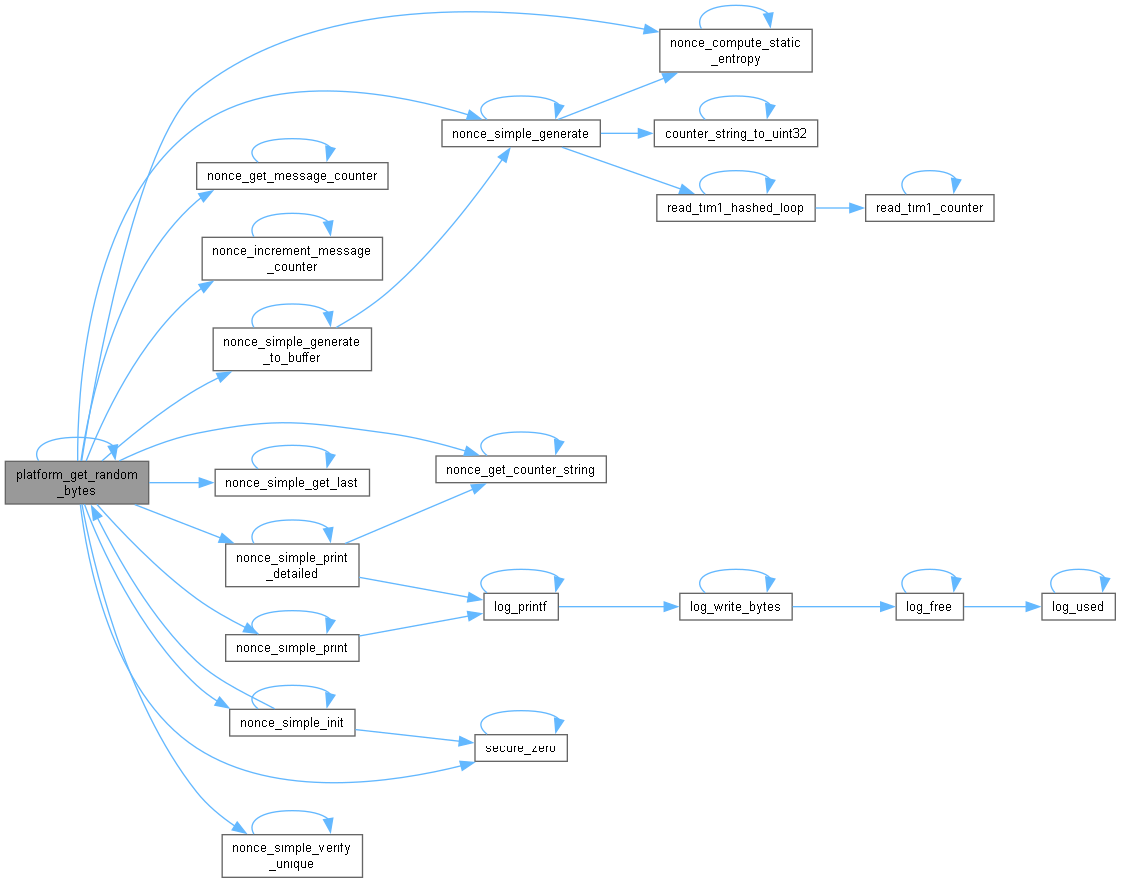 nonce_compute_static
_entropy
nonce_simple_generate
counter_string_to_uint32
nonce_get_message_counter
read_tim1_hashed_loop
read_tim1_counter
nonce_increment_message
_counter
nonce_simple_generate
_to_buffer
platform_get_random
_bytes
nonce_get_counter_string
nonce_simple_get_last
nonce_simple_print
_detailed
log_printf
log_write_bytes
log_free
log_used
nonce_simple_print
nonce_simple_init
secure_zero
nonce_simple_verify
_unique